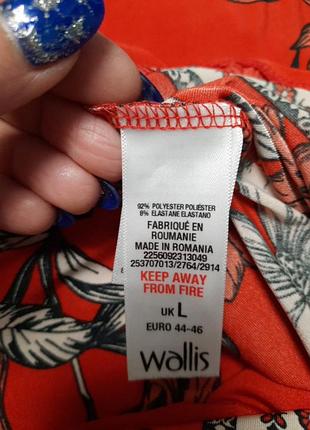 92% POLYESTER POLIÉSTER
8% ELASTANE ELASTANO
FABRIQUÉ EN
ROUMANIE
MADE IN ROMANIA
2256092313049
253707013/2764/2914
KEEP AWAY
FROM FIRE
UK L
EURO 44-46
wallis